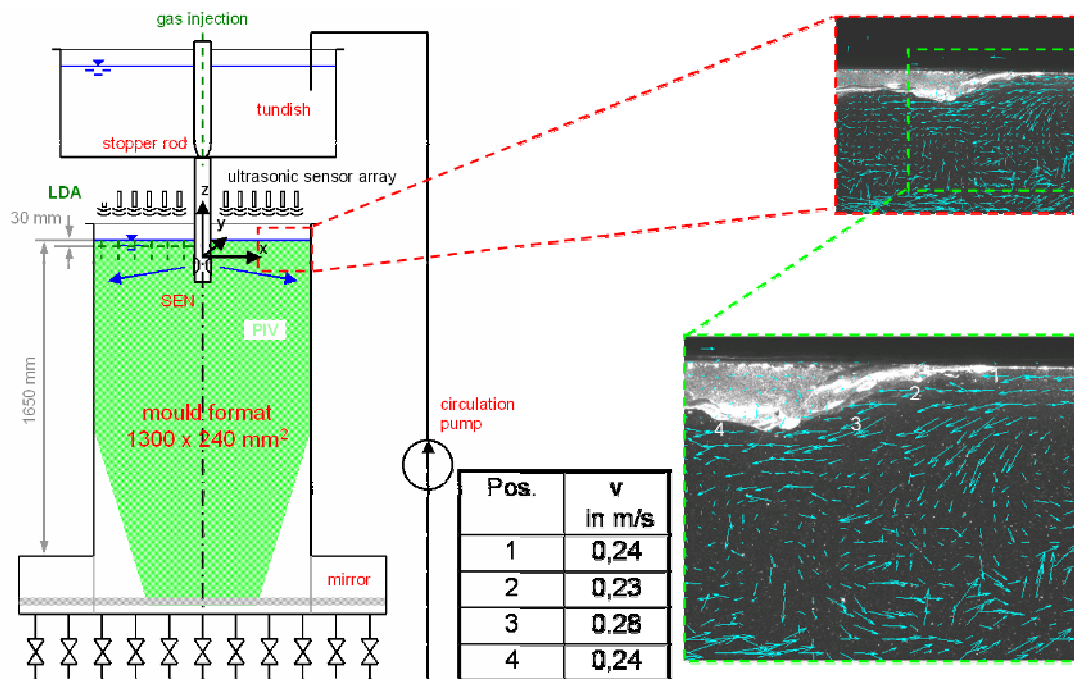 gas injection
tundish
stopper rod
ultrasonic sensor array
LDA
30 mm
z
y
x
SEN
PIV
1650 mm
mould format
1300 x 240 mm²
circulation
pump
mirror
Pos. v
in m/s
1 0,24
2 0,23
3 0.28
4 0,24
1
2
3
4